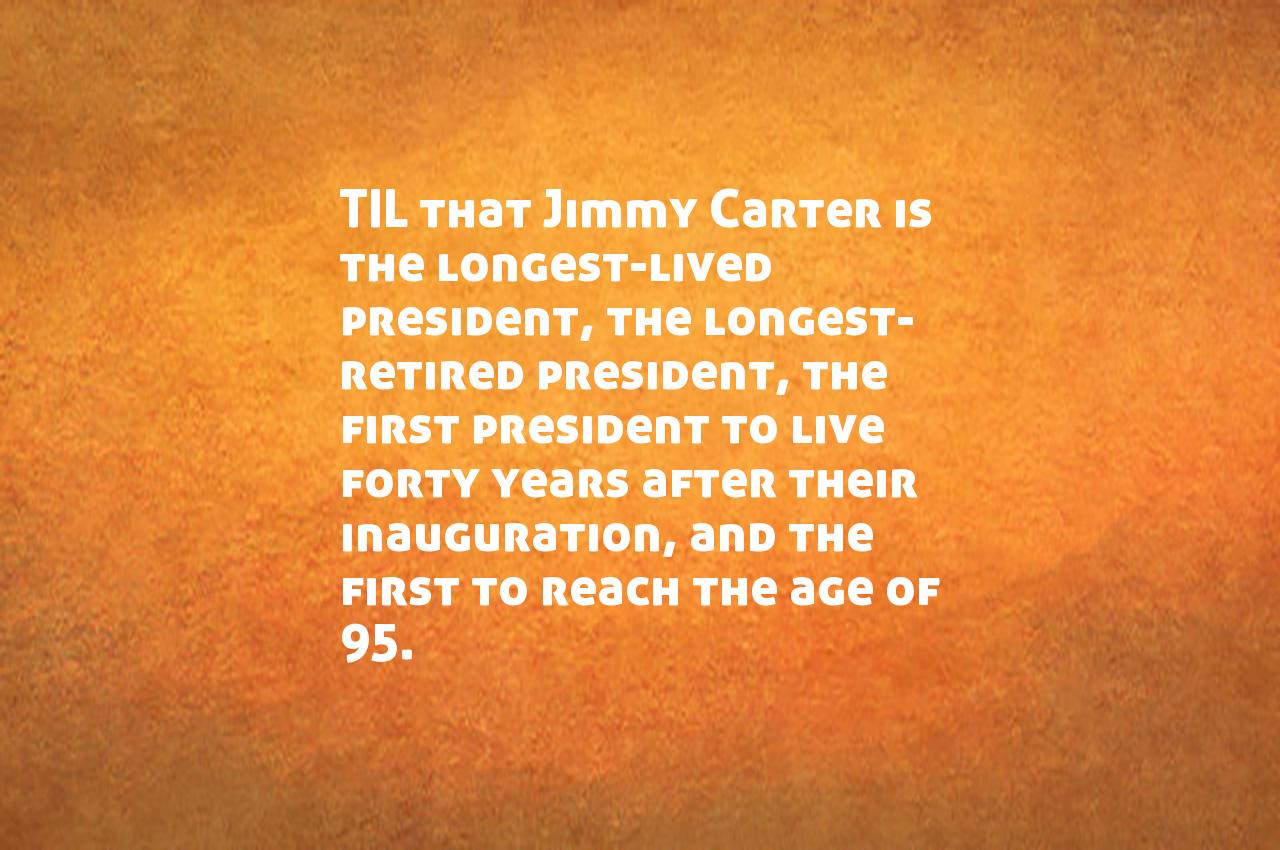 TIL that Jimmy Carter is
the longest-lived
president, the longest-
retired president, the
first president to live
forty years after their
inauguration, and the
first to reach the age of
95.